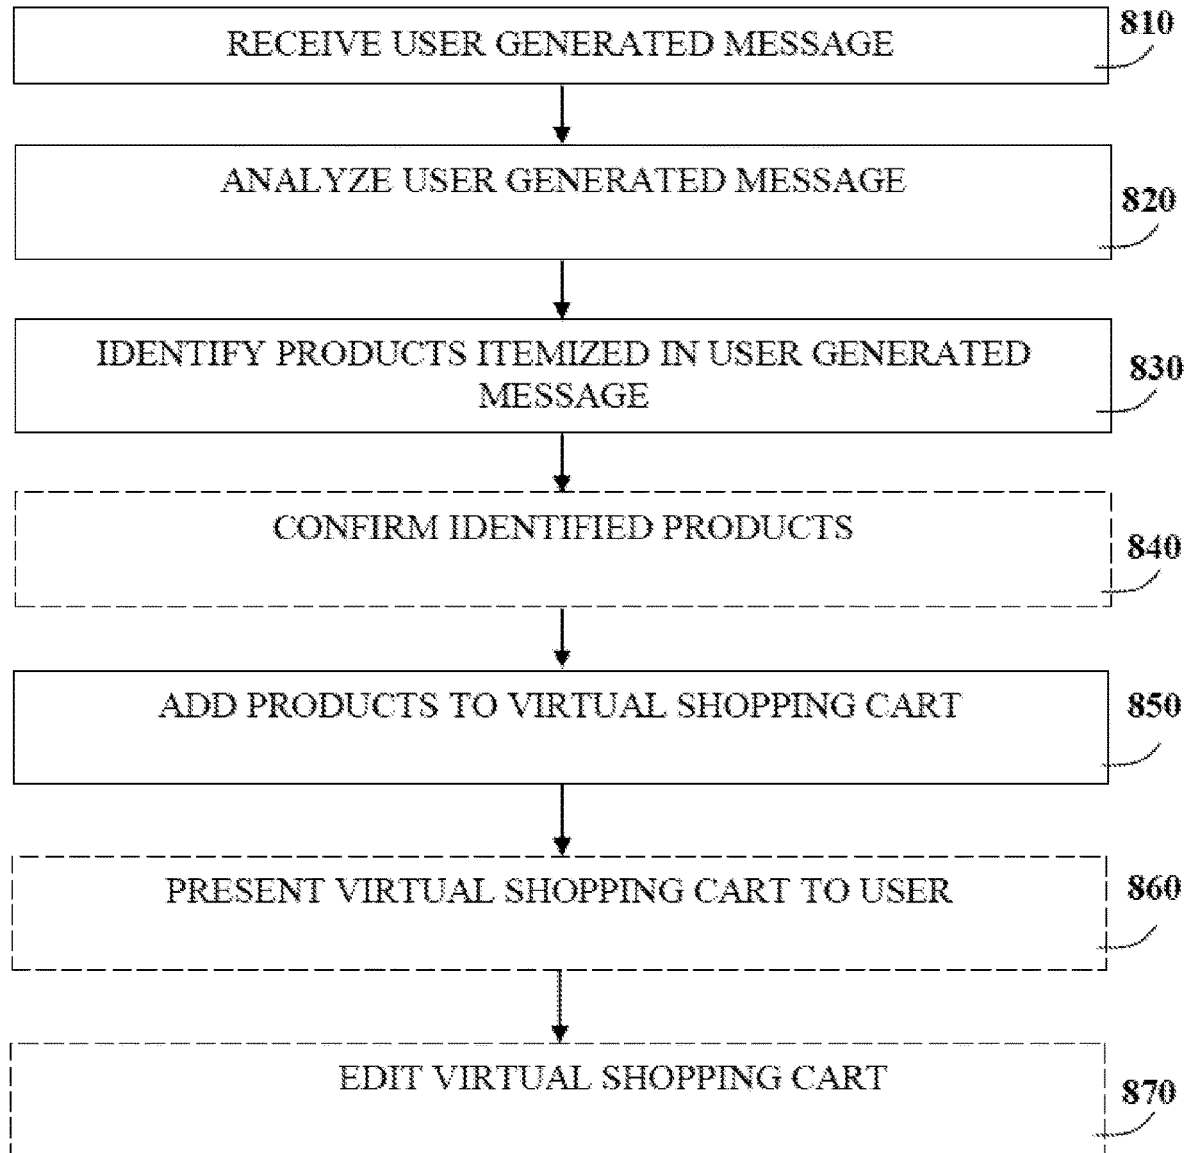 RECEIVE USER GENERATED MESSAGE
810
ANALYZE USER GENERATED MESSAGE
820
IDENTIFY PRODUCTS ITEMIZED IN USER GENERATED
MESSAGE
830
CONFIRM IDENTIFIED PRODUCTS
840
ADD PRODUCTS TO VIRTUAL SHOPPING CART
850
PRESENT VIRTUAL SHOPPING CART TO USER
860
EDIT VIRTUAL SHOPPING CART
870